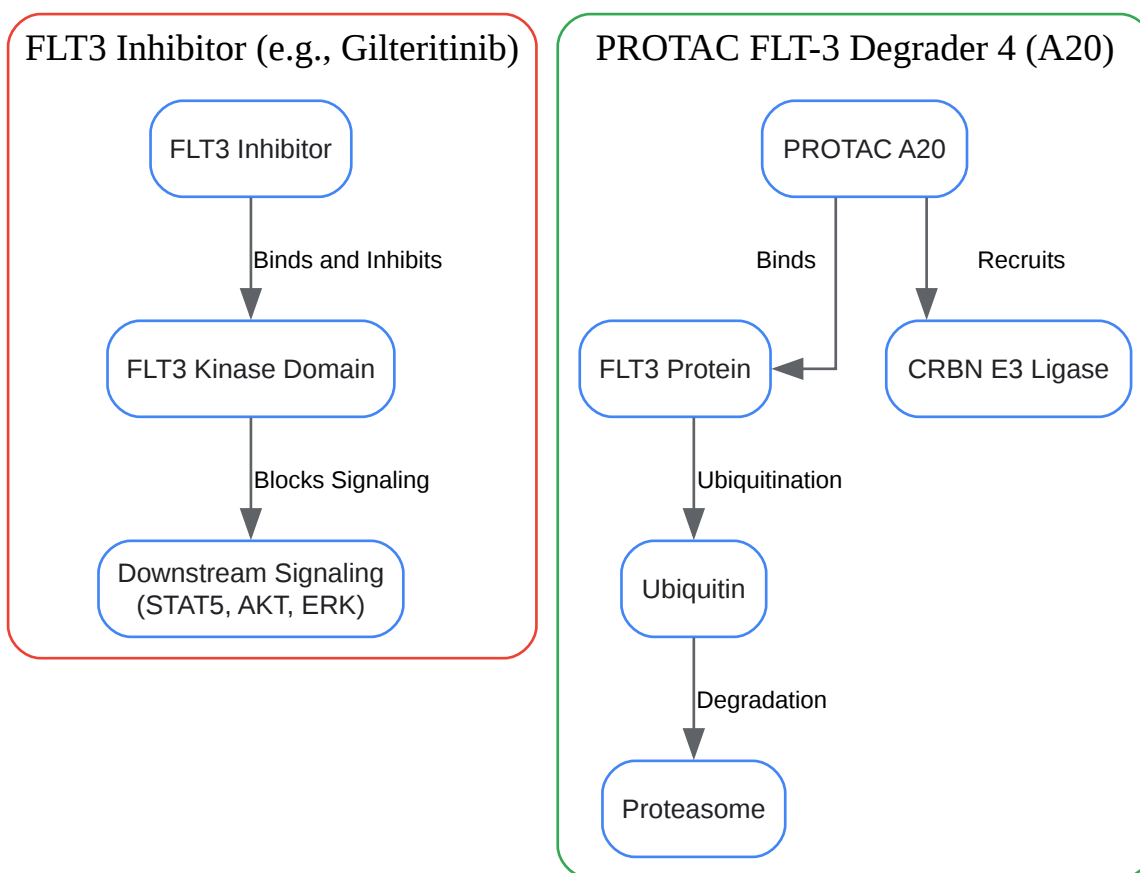 FLT3 Inhibitor (e.g., Gilteritinib)
FLT3 Inhibitor
Binds and Inhibits
FLT3 Kinase Domain
Blocks Signaling
Downstream Signaling
(STAT5, AKT, ERK)
PROTAC FLT-3 Degrader 4 (A20)
PROTAC A20
Binds
Recruits
FLT3 Protein
CRBN E3 Ligase
Ubiquitination
Ubiquitin
Degradation
Proteasome